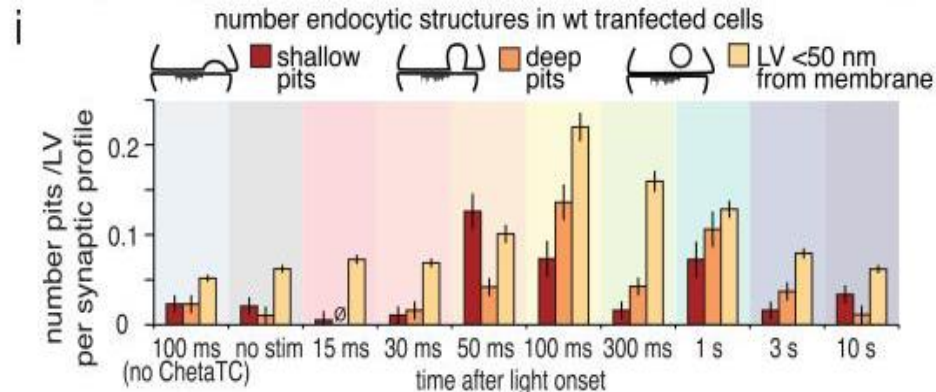 i
number endocytic structures in wt tranfected cells
shallow pits
deep pits
LV <50 nm from membrane
number pits /LV
per synaptic profile
0.2
0.1
0
Ø
100 ms no stim 15 ms 30 ms 50 ms 100 ms 300 ms 1 s 3 s 10 s
(no ChetaTC)
time after light onset